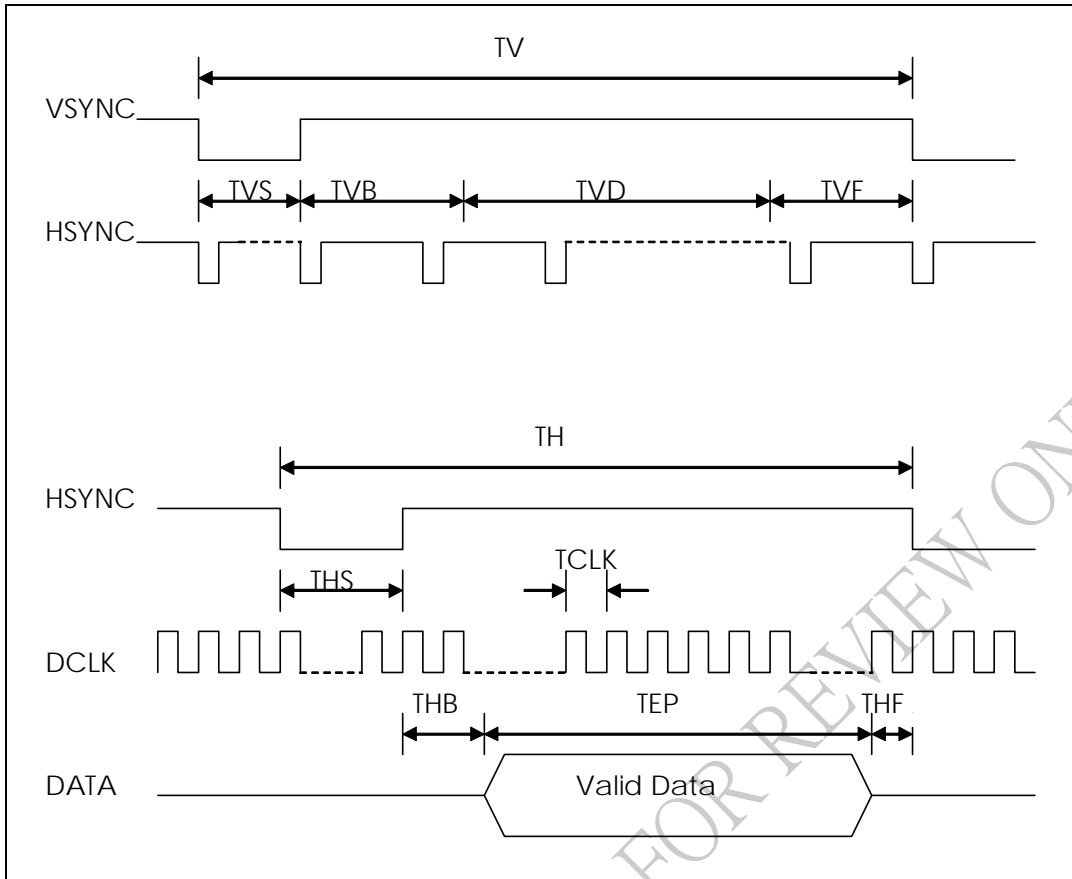 TV
VSYNC
TVS TVB TVD TVF
HSYNC
TH
HSYNC
TCLK
THS
DCLK
THB TEP THF
DATA Valid Data
FOR REVIEW ON